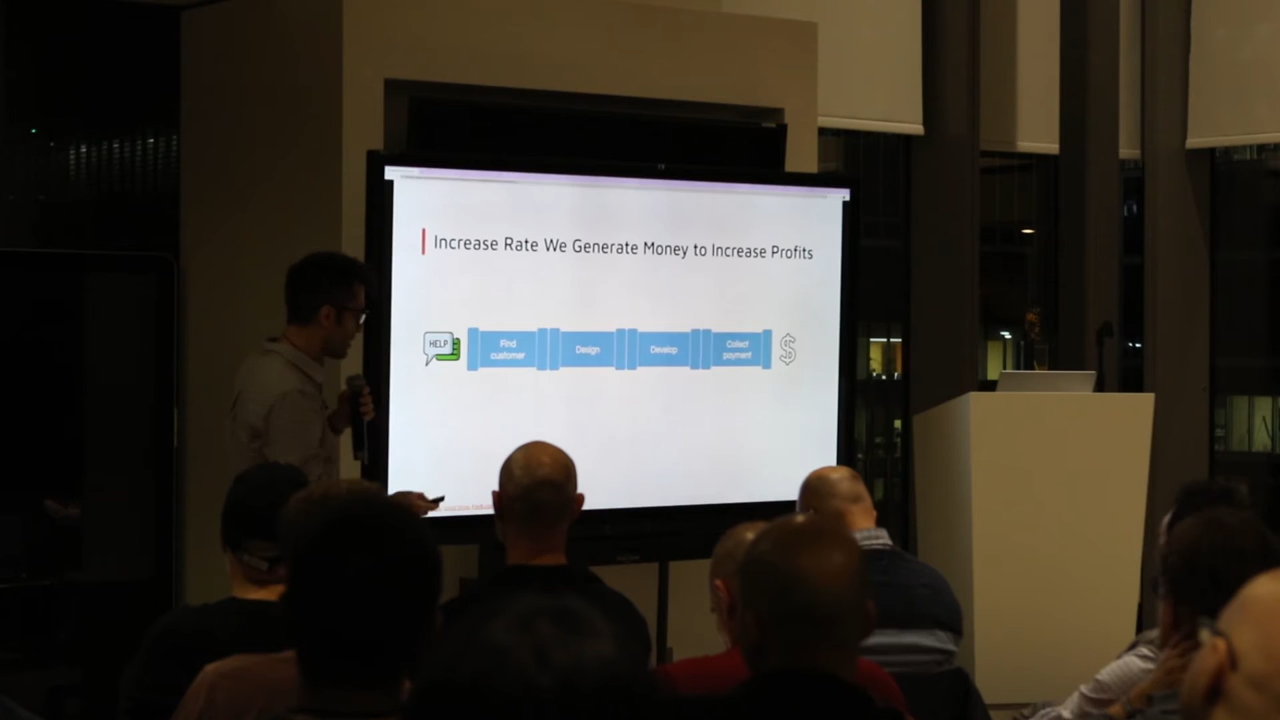 Increase Rate We Generate Money to Increase Profits
HELP
Find
customer
Design
Develop
Collect
payment
$